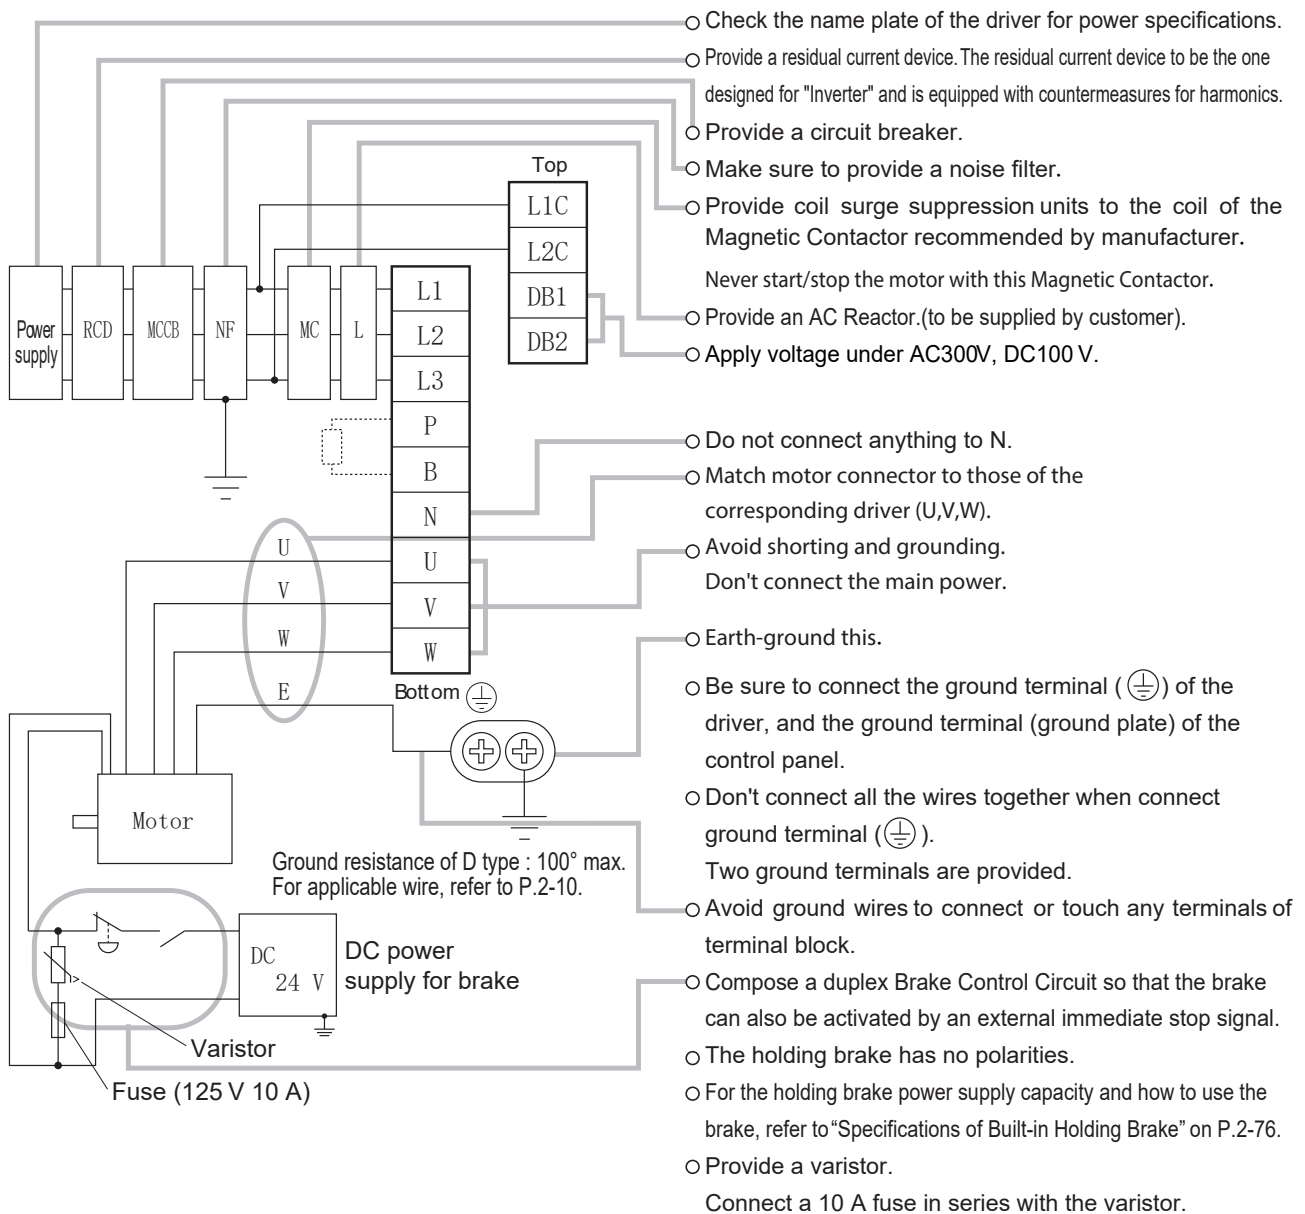 Check the name plate of the driver for power specifications.
Provide a residual current device. The residual current device to be the one
designed for "Inverter" and is equipped with countermeasures for harmonics.
Provide a circuit breaker.
Make sure to provide a noise filter.
Provide coil surge suppression units to the coil of the
Magnetic Contactor recommended by manufacturer.
Never start/stop the motor with this Magnetic Contactor.
Provide an AC Reactor.(to be supplied by customer).
Apply voltage under AC300V, DC100 V.
Top
L1C
L2C
DB1
DB2
Power
supply
RCD
MCCB
NF
MC
L
L1
L2
L3
P
B
N
U
V
W
Bottom
U
V
W
E
Do not connect anything to N.
Match motor connector to those of the
corresponding driver (U,V,W).
Avoid shorting and grounding.
Don't connect the main power.
Earth-ground this.
Be sure to connect the ground terminal ( ) of the
driver, and the ground terminal (ground plate) of the
control panel.
Don't connect all the wires together when connect
ground terminal ( ).
Two ground terminals are provided.
Avoid ground wires to connect or touch any terminals of
terminal block.
Compose a duplex Brake Control Circuit so that the brake
can also be activated by an external immediate stop signal.
The holding brake has no polarities.
For the holding brake power supply capacity and how to use the
brake, refer to “Specifications of Built-in Holding Brake” on P.2-76.
Provide a varistor.
Connect a 10 A fuse in series with the varistor.
Motor
Ground resistance of D type : 100° max.
For applicable wire, refer to P.2-10.
DC
24 V
DC power
supply for brake
Varistor
Fuse (125 V 10 A)